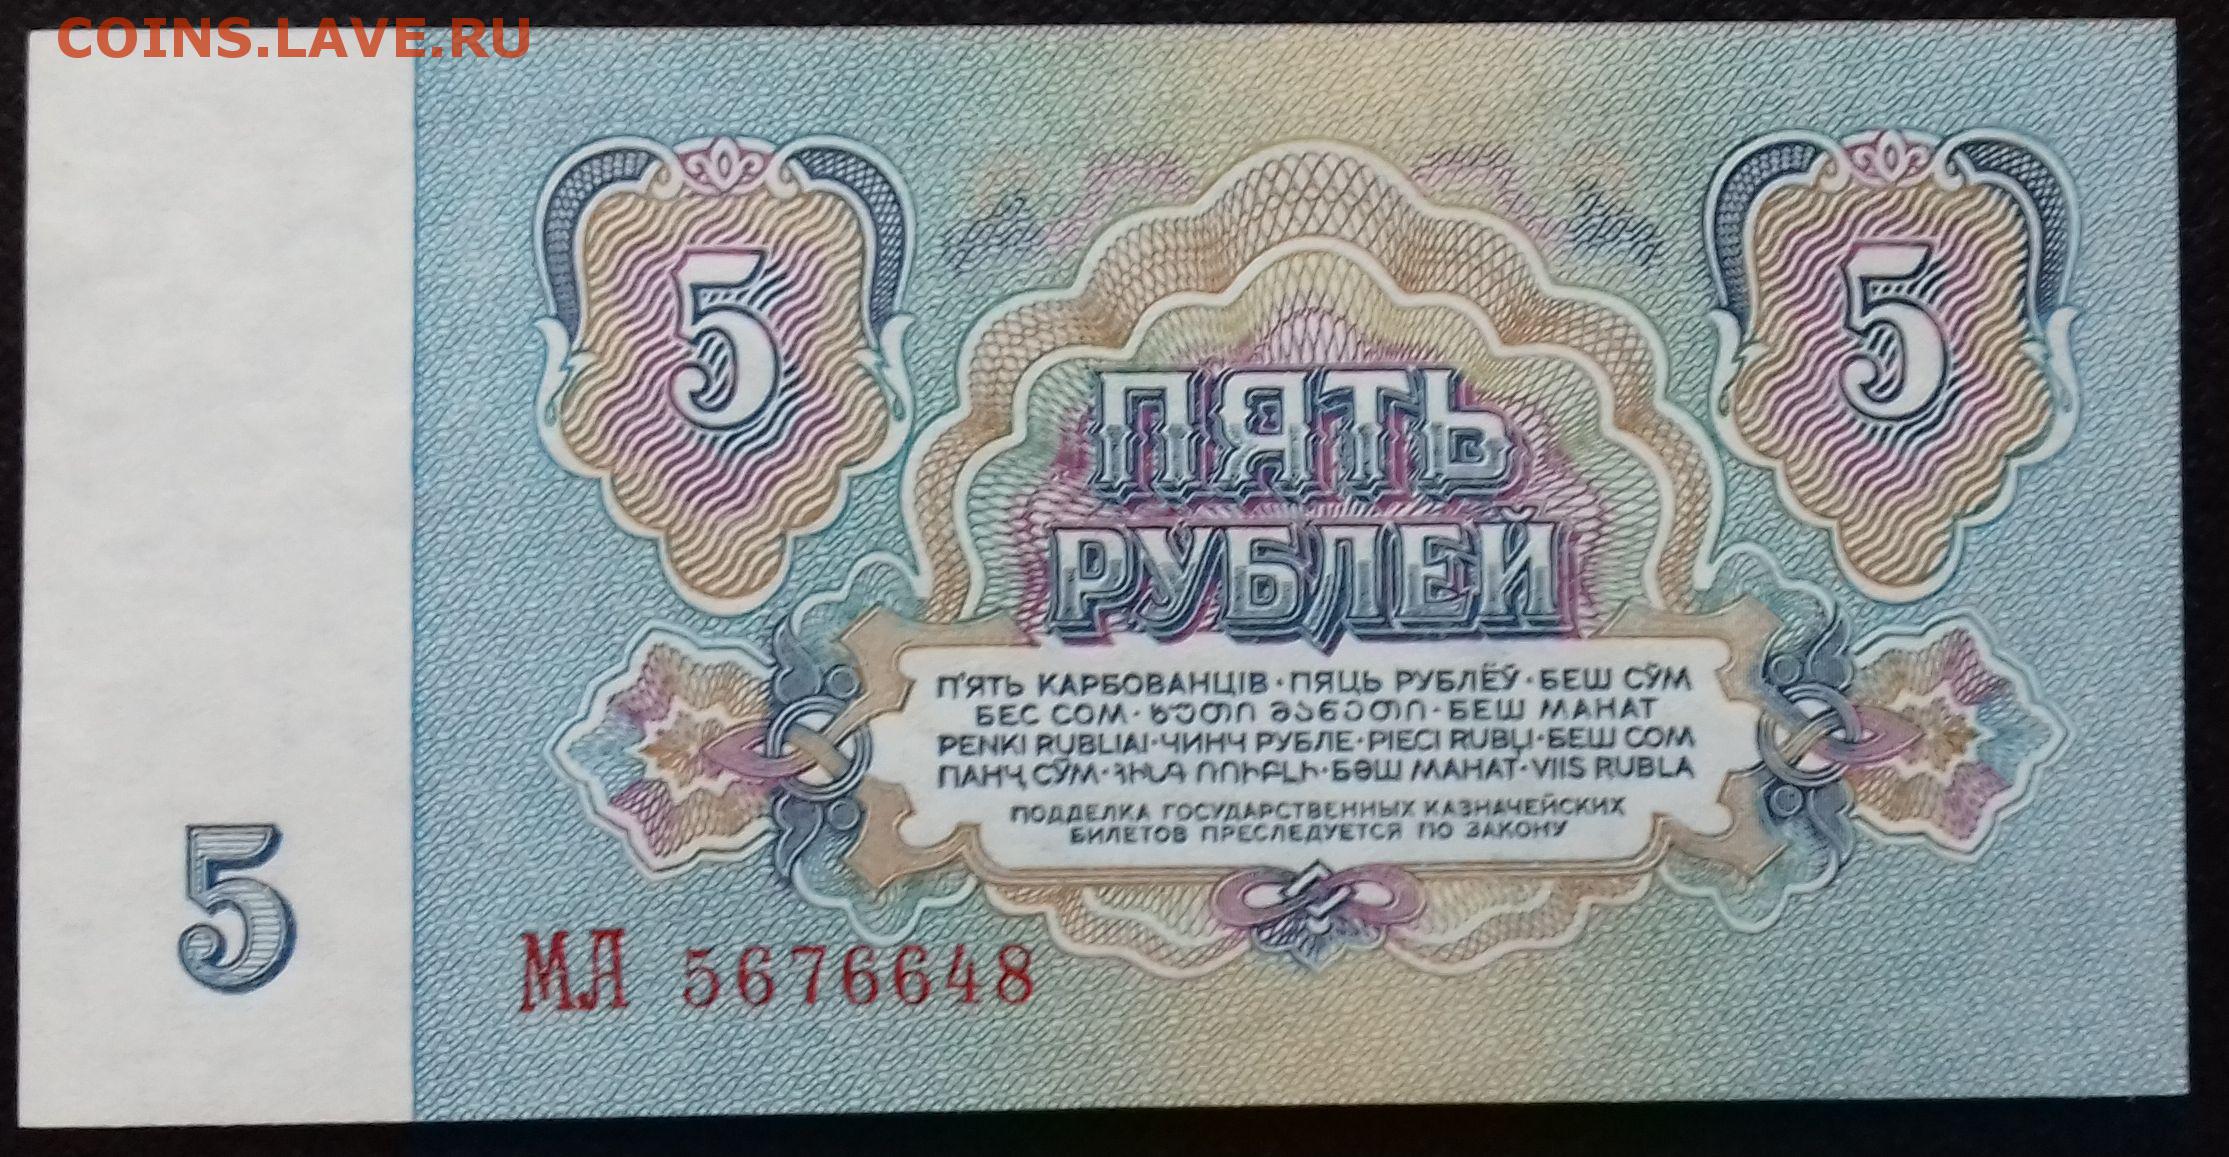 COINS.LAVE.RU
5
5
ПЯТЬ
РУБЛЕЙ
П'ЯТЬ КАРБОВАНЦІВ · ПЯЦЬ РУБЛЁЎ · БЕШ СЎМ
БЕС СОМ · ხუთი მანეთი · БЕШ МАНАТ
PENKI RUBLIAI · ЧИНЧ РУБЛЕ · PIECI RUBĻI · БЕШ СОМ
ПАНҶ СӮМ · ՀԻՆԳ ՌՈՒԲԼԻ · БӘШ МАНАТ · VIIS RUBLA
ПОДДЕЛКА ГОСУДАРСТВЕННЫХ КАЗНАЧЕЙСКИХ
БИЛЕТОВ ПРЕСЛЕДУЕТСЯ ПО ЗАКОНУ
5
МЛ 5676648